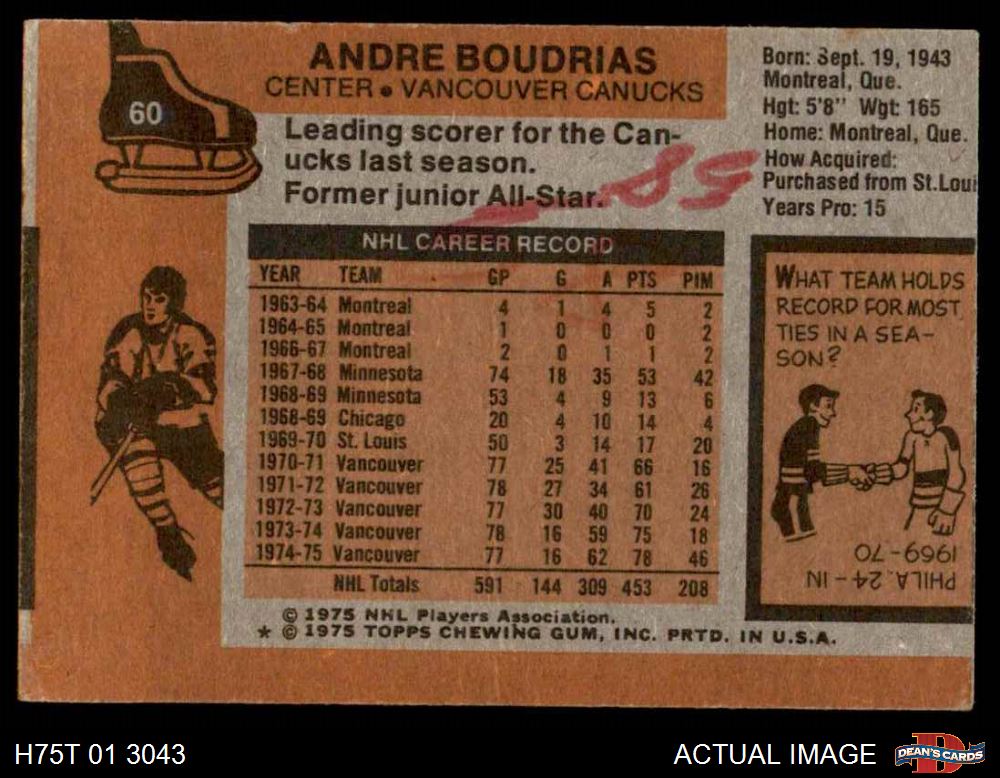 60
ANDRE BOUDRIAS
CENTER • VANCOUVER CANUCKS
Leading scorer for the Can-
ucks last season.
Former junior All-Star.
85
Born: Sept. 19, 1943
Montreal, Que.
Hgt: 5'8" Wgt: 165
Home: Montreal, Que.
How Acquired:
Purchased from St.Loui
Years Pro: 15
NHL CAREER RECORD
YEAR TEAM GP G A PTS PIM
1963-64 Montreal 4 1 4 5 2
1964-65 Montreal 1 0 0 0 2
1966-67 Montreal 2 0 1 1 2
1967-68 Minnesota 74 18 35 53 42
1968-69 Minnesota 53 4 9 13 6
1968-69 Chicago 20 4 10 14 4
1969-70 St. Louis 50 3 14 17 20
1970-71 Vancouver 77 25 41 66 16
1971-72 Vancouver 78 27 34 61 26
1972-73 Vancouver 77 30 40 70 24
1973-74 Vancouver 78 16 59 75 18
1974-75 Vancouver 77 16 62 78 46
NHL Totals 591 144 309 453 208
© 1975 NHL Players Association.
* © 1975 TOPPS CHEWING GUM, INC. PRTD. IN U.S.A.
WHAT TEAM HOLDS
RECORD FOR MOST
TIES IN A SEA-
SON?
PHILA. 24 - IN
1969-70
H75T 01 3043
ACTUAL IMAGE
D
DEAN'S CARDS